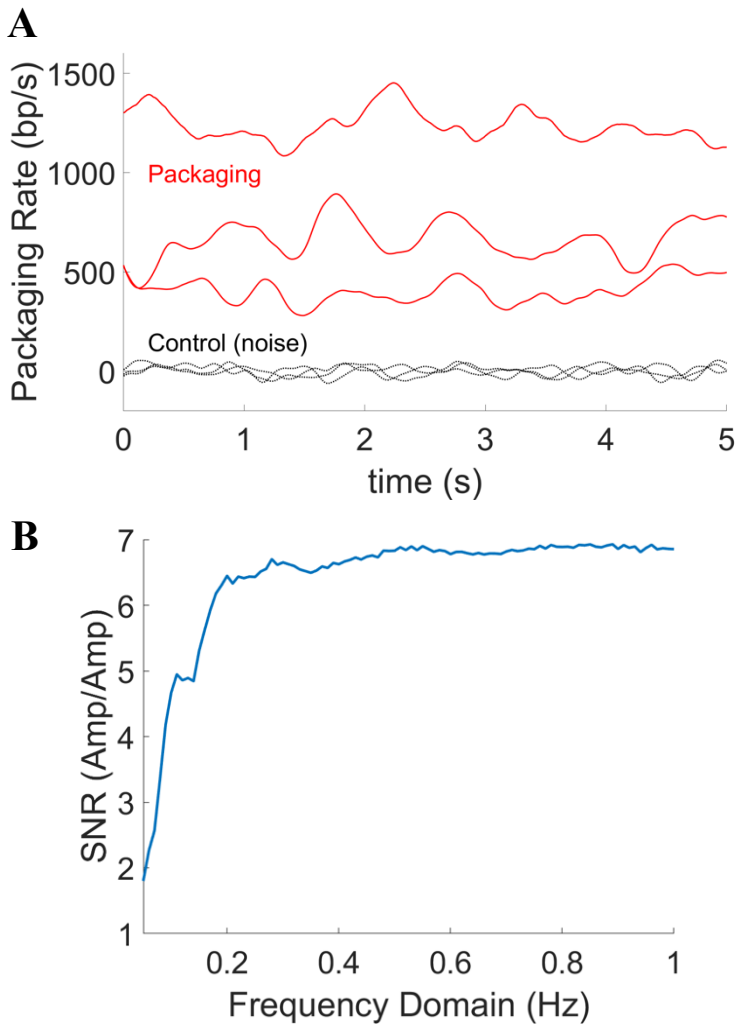 A
Packaging Rate (bp/s)
1500
1000
500
0
Packaging
Control (noise)
0 1 2 3 4 5
time (s)
B
SNR (Amp/Amp)
7
6
5
4
3
2
1
0.2 0.4 0.6 0.8 1
Frequency Domain (Hz)